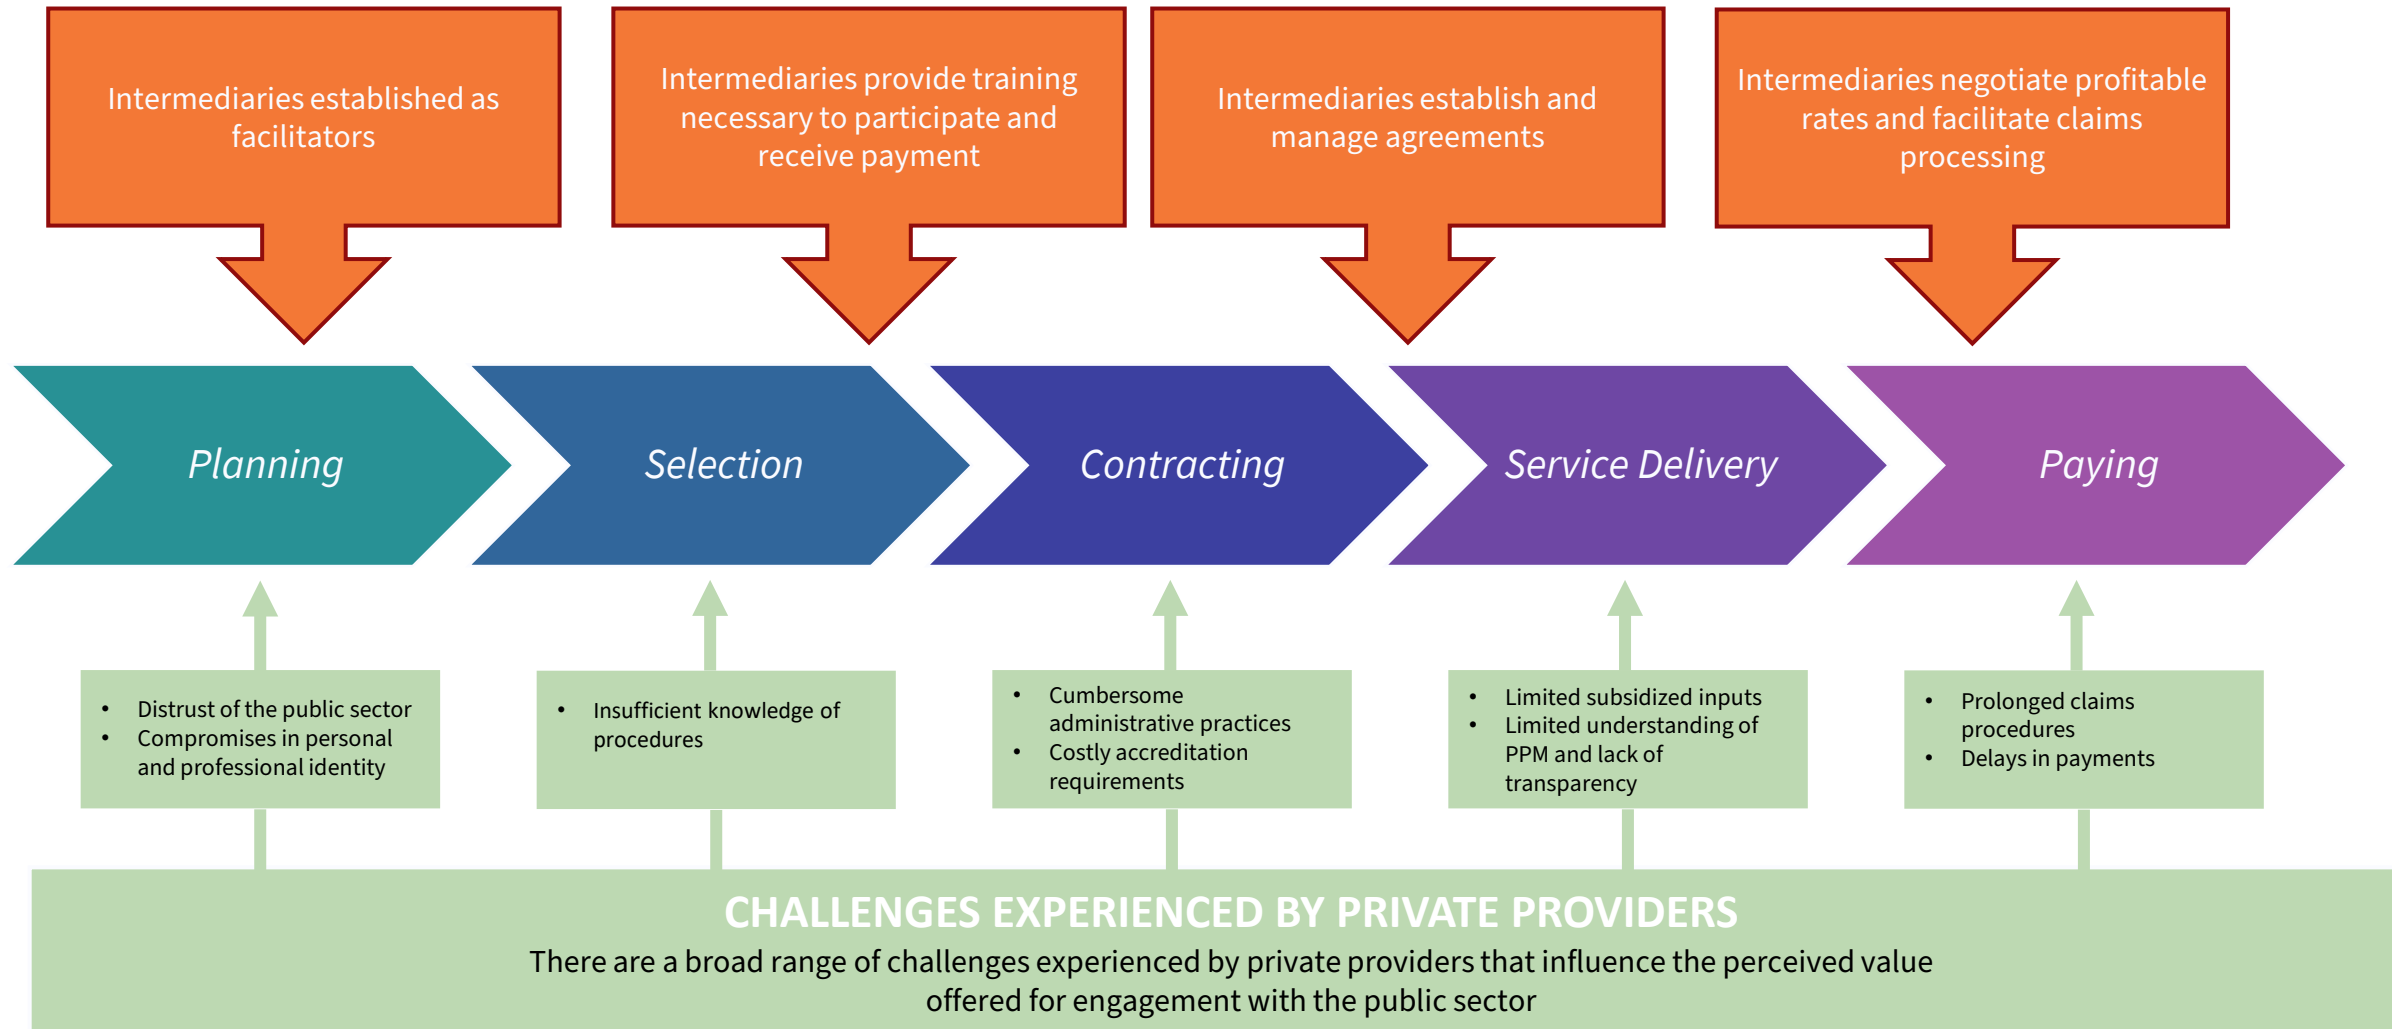 Intermediaries established as
facilitators
Intermediaries provide training
necessary to participate and
receive payment
Intermediaries establish and
manage agreements
Intermediaries negotiate profitable
rates and facilitate claims
processing
Planning
Selection
Contracting
Service Delivery
Paying
• Distrust of the public sector
• Compromises in personal
and professional identity
• Insufficient knowledge of
procedures
• Cumbersome
administrative practices
• Costly accreditation
requirements
• Limited subsidized inputs
• Limited understanding of
PPM and lack of
transparency
• Prolonged claims
procedures
• Delays in payments
CHALLENGES EXPERIENCED BY PRIVATE PROVIDERS
There are a broad range of challenges experienced by private providers that influence the perceived value
offered for engagement with the public sector